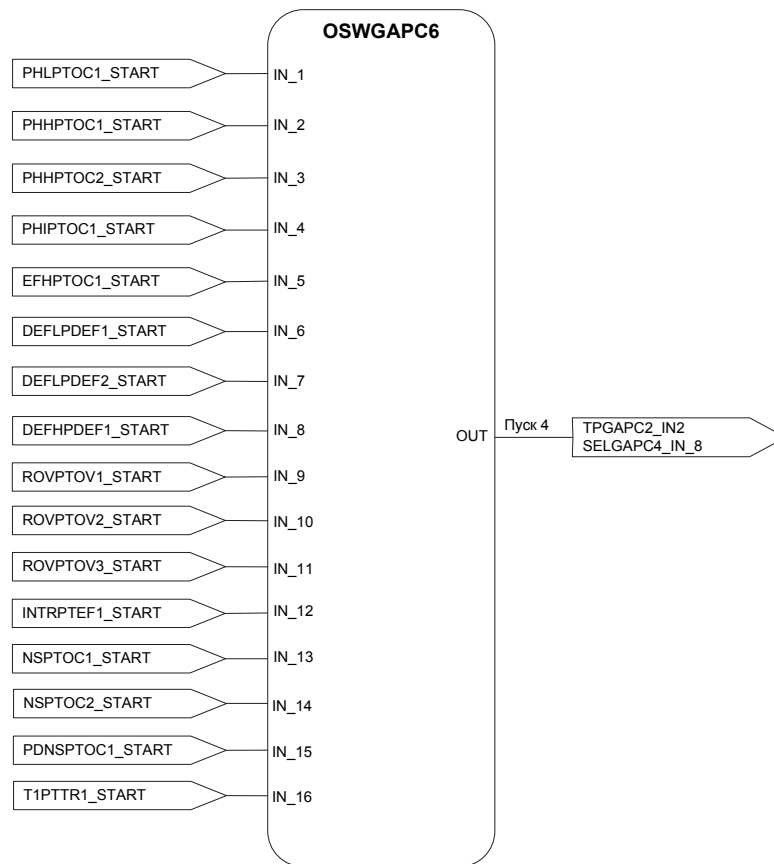 OSWGAPC6
PHLPTOC1_START
IN_1
PHHPTOC1_START
IN_2
PHHPTOC2_START
IN_3
PHIPTOC1_START
IN_4
EFHPTOC1_START
IN_5
DEFLPDEF1_START
IN_6
DEFLPDEF2_START
IN_7
DEFHPDEF1_START
IN_8
OUT
Пуск 4
TPGAPC2_IN2
SELGAPC4_IN_8
ROVPTOV1_START
IN_9
ROVPTOV2_START
IN_10
ROVPTOV3_START
IN_11
INTRPTEF1_START
IN_12
NSPTOC1_START
IN_13
NSPTOC2_START
IN_14
PDNSPTOC1_START
IN_15
T1PTTR1_START
IN_16